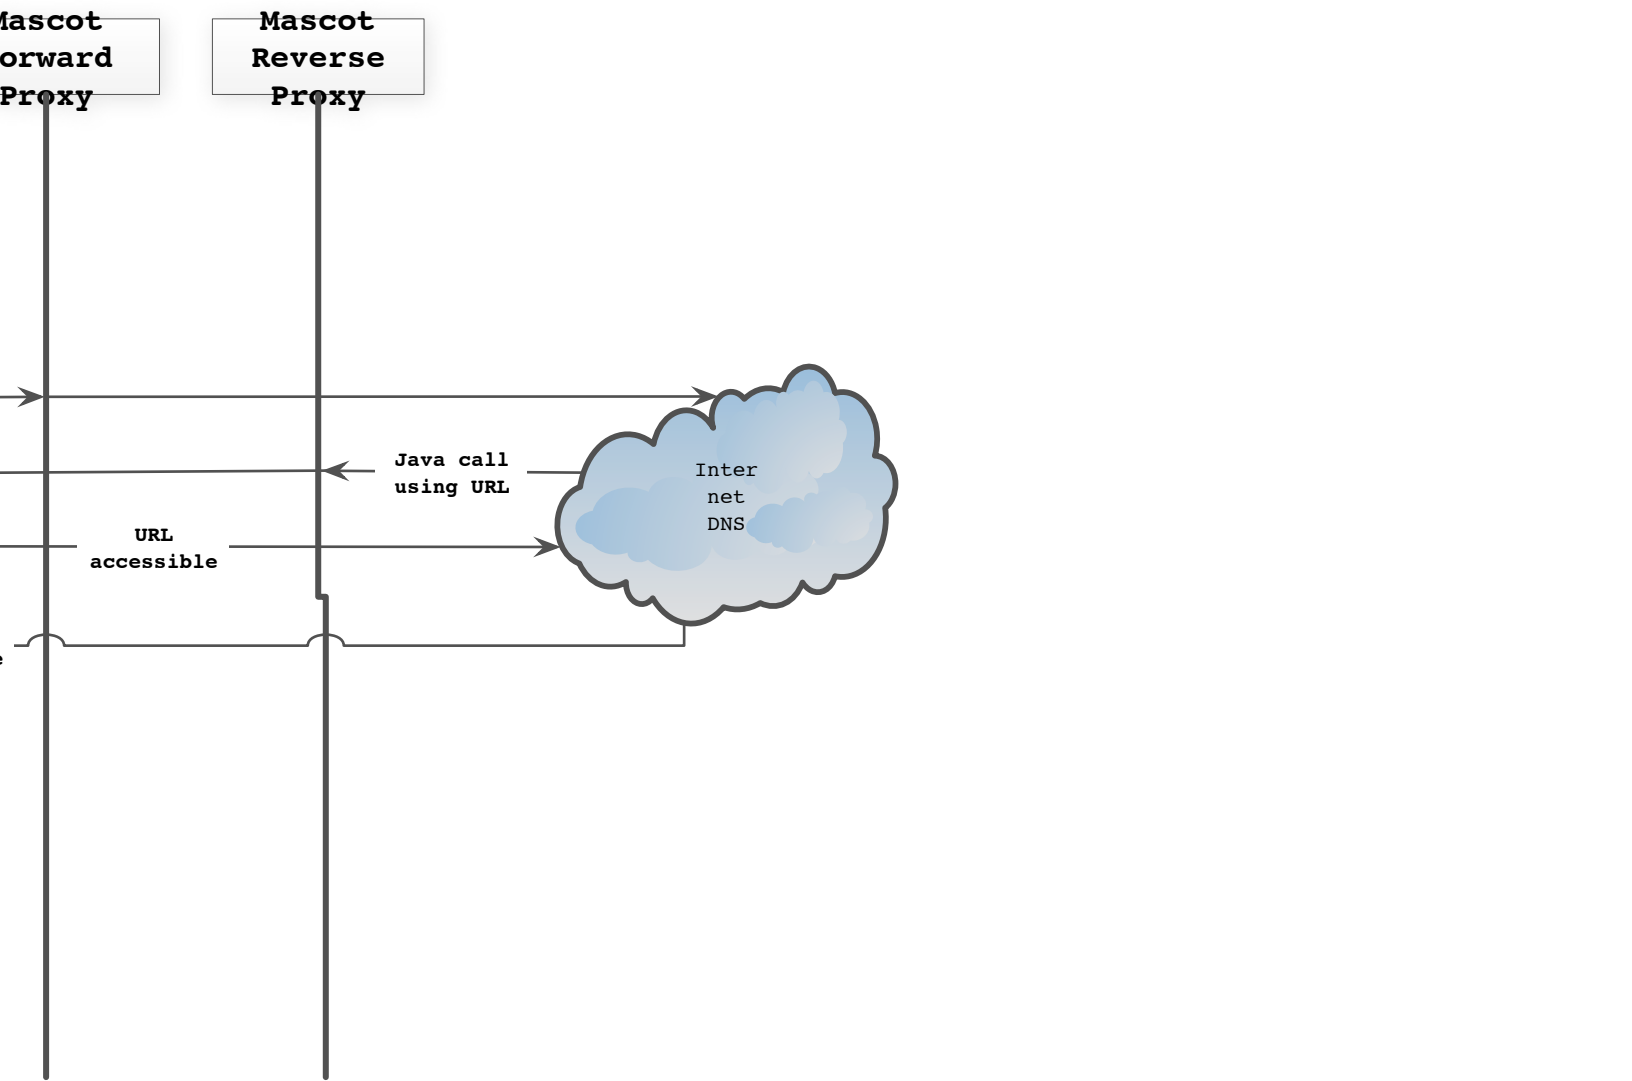 Mascot
orward
Proxy
Mascot
Reverse
Proxy
Java call
using URL
Inter
net
DNS
URL
accessible
e